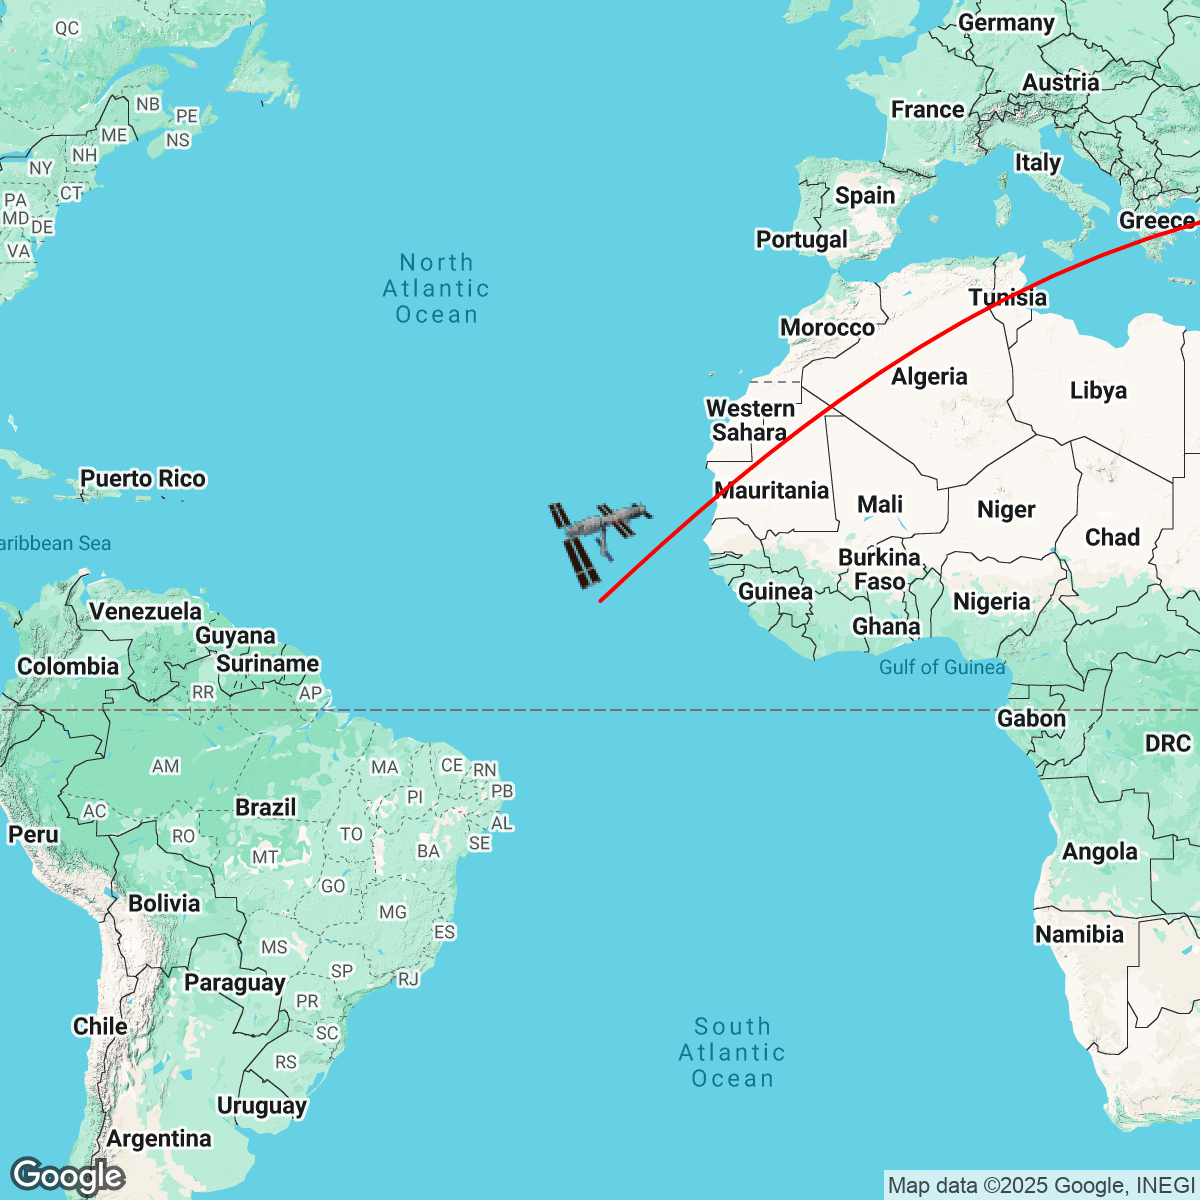 QC
Germany
Austria
France
NB
PE
ME
NS
NH
NY
Italy
CT
PA
Spain
MD
DE
Greece
VA
Portugal
North
Atlantic
Ocean
Tunisia
Morocco
Algeria
Libya
Western
Sahara
Puerto Rico
Mauritania
Mali
Niger
Chad
aribbean Sea
Burkina
Faso
Guinea
Nigeria
Venezuela
Ghana
Guyana
Suriname
Colombia
Gulf of Guinea
RR
AP
Gabon
DRC
AM
MA
CE
RN
PI
PB
AC
Brazil
AL
Peru
RO
TO
SE
MT
BA
Angola
GO
Bolivia
MG
ES
Namibia
MS
SP
RJ
Paraguay
PR
Chile
SC
South
Atlantic
Ocean
RS
Uruguay
Argentina
Google
Map data ©2025 Google, INEGI